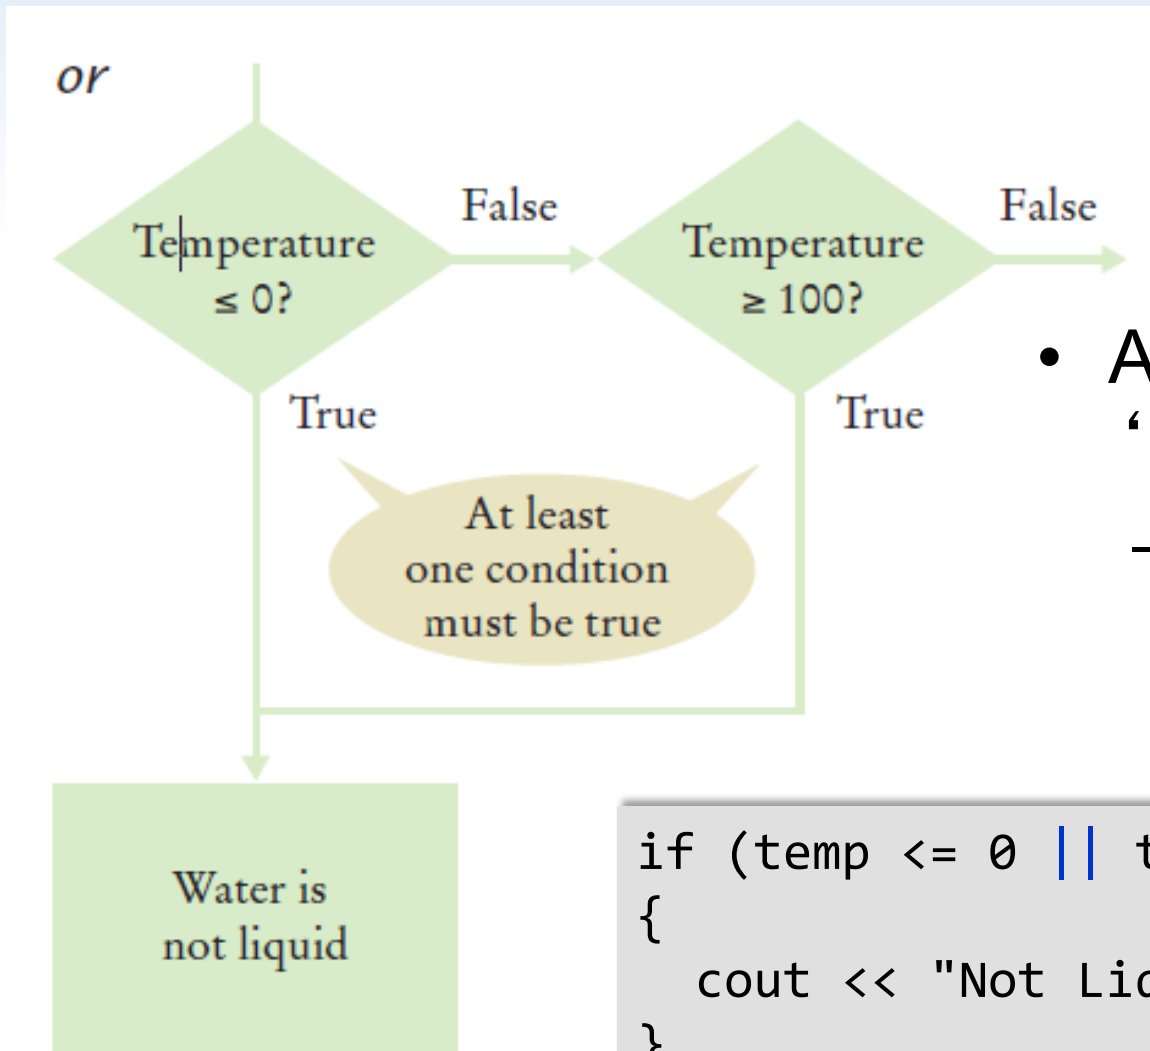 or
False
False
Temperature
≤ 0?
Temperature
≥ 100?
• A
‘
–
True
True
At least
one condition
must be true
Water is
not liquid
if (temp <= 0 || t
{
cout << "Not Liq
}